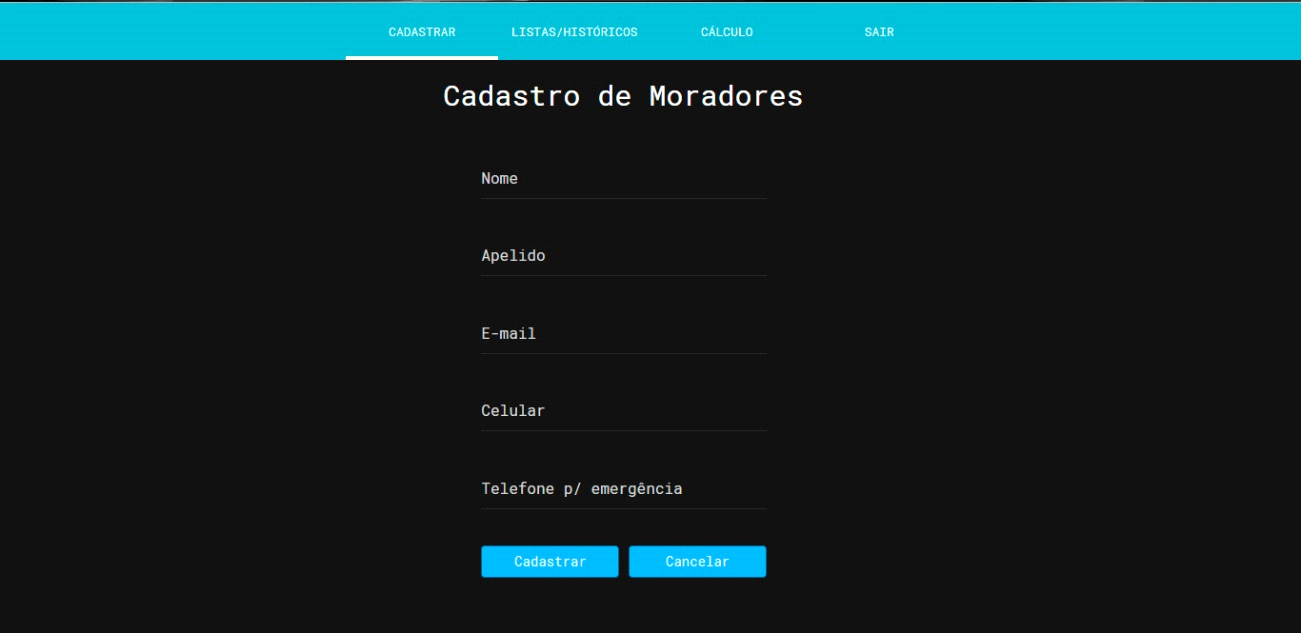 CADASTRAR LISTAS/HISTÓRICOS CÁLCULO SAIR
Cadastro de Moradores
Nome
Apelido
E-mail
Celular
Telefone p/ emergência
Cadastrar Cancelar